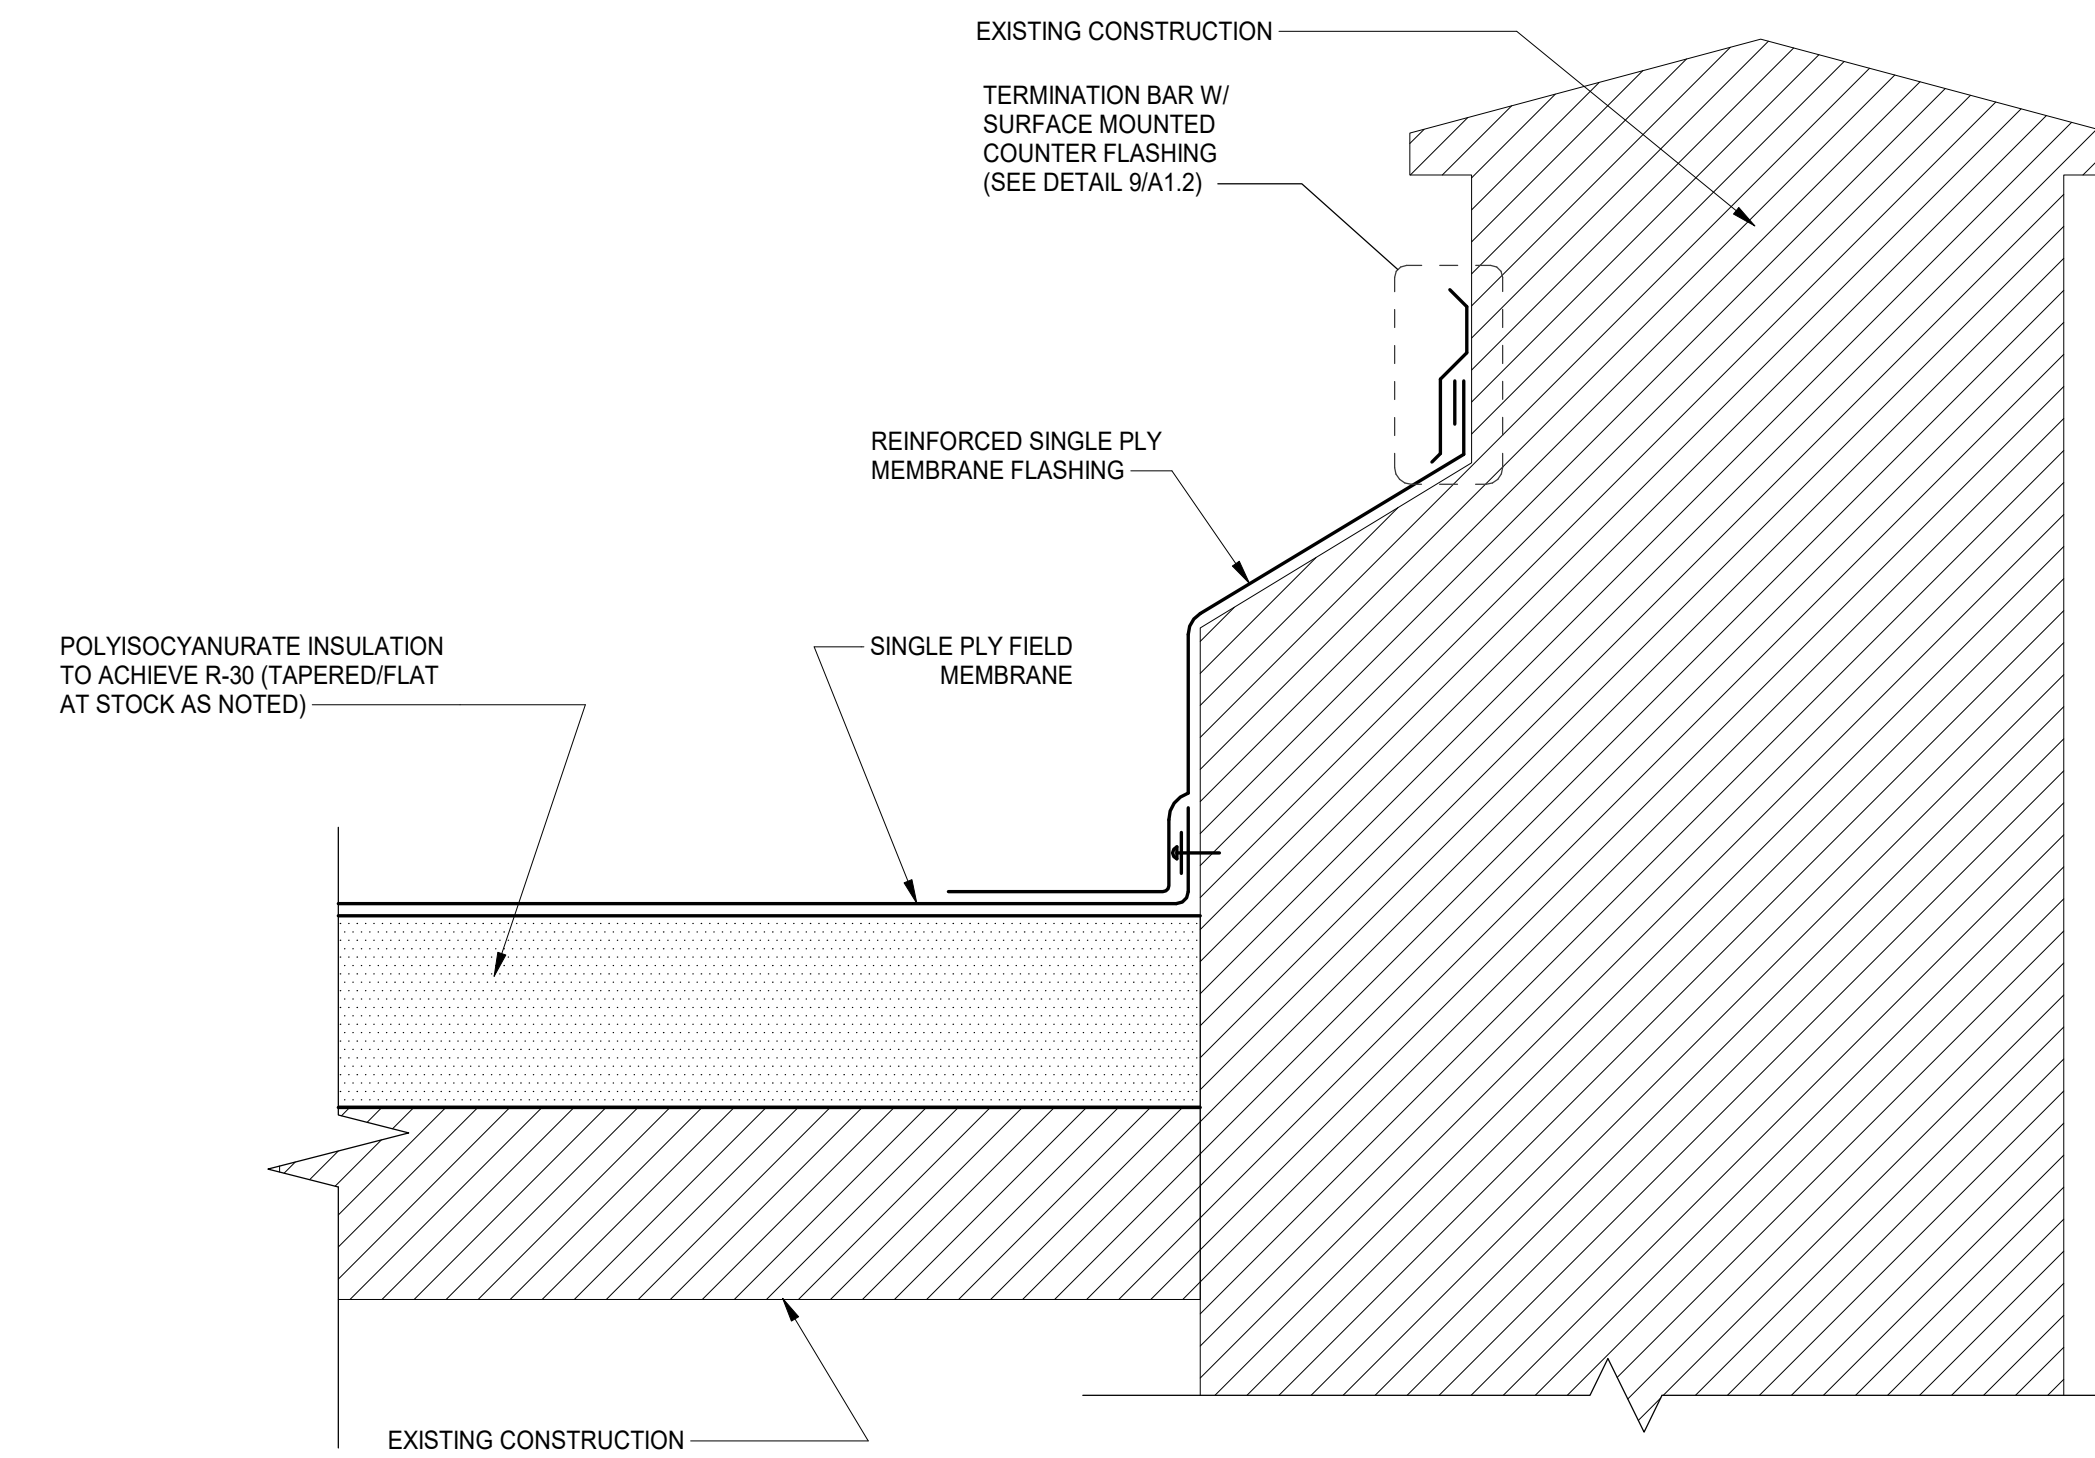 EXISTING CONSTRUCTION
TERMINATION BAR W/
SURFACE MOUNTED
COUNTER FLASHING
(SEE DETAIL 9/A1.2)
REINFORCED SINGLE PLY
MEMBRANE FLASHING
POLYISOCYANURATE INSULATION
TO ACHIEVE R-30 (TAPERED/FLAT
AT STOCK AS NOTED)
SINGLE PLY FIELD
MEMBRANE
EXISTING CONSTRUCTION